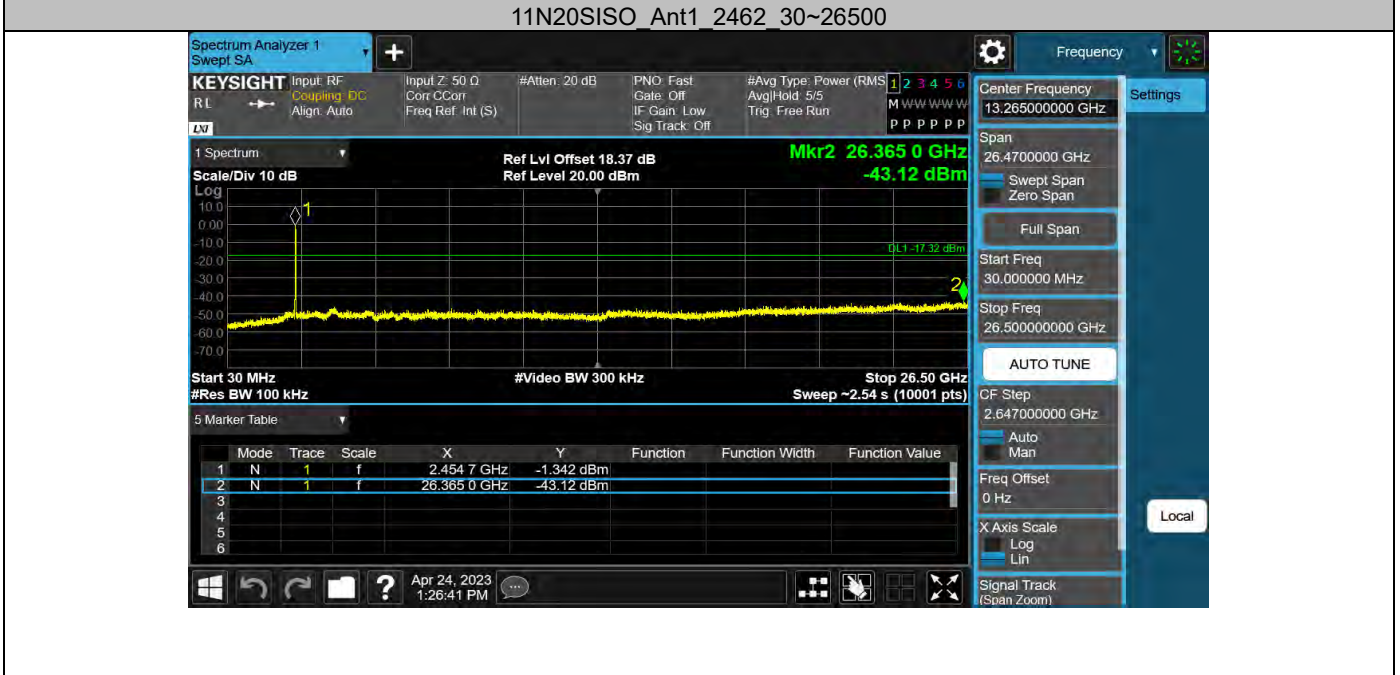 11N20SISO_Ant1_2462_30~26500
Spectrum Analyzer 1
Swept SA
Frequency
KEYSIGHT
RL
LXI
Input: RF
Coupling: DC
Align: Auto
Input Z: 50 Ω
Corr CCorr
Freq Ref: Int (S)
#Atten: 20 dB
PNO: Fast
Gate: Off
IF Gain: Low
Sig Track: Off
#Avg Type: Power (RMS
Avg|Hold: 5/5
Trig: Free Run
1 2 3 4 5 6
M W W W W W
P P P P P P
Center Frequency
13.265000000 GHz
Settings
1 Spectrum
Scale/Div 10 dB
Ref Lvl Offset 18.37 dB
Ref Level 20.00 dBm
Mkr2 26.365 0 GHz
-43.12 dBm
Log
10.0
0.00
-10.0
-20.0
-30.0
-40.0
-50.0
-60.0
-70.0
1
DL1 -17.32 dBm
2
Start 30 MHz
#Res BW 100 kHz
#Video BW 300 kHz
Stop 26.50 GHz
Sweep ~2.54 s (10001 pts)
Span
26.4700000 GHz
Swept Span
Zero Span
Full Span
Start Freq
30.000000 MHz
Stop Freq
26.500000000 GHz
AUTO TUNE
CF Step
2.647000000 GHz
Auto
Man
Freq Offset
0 Hz
X Axis Scale
Log
Lin
Signal Track
(Span Zoom)
Local
5 Marker Table
Mode Trace Scale X Y Function Function Width Function Value
1 N 1 f 2.454 7 GHz -1.342 dBm
2 N 1 f 26.365 0 GHz -43.12 dBm
3
4
5
6
Apr 24, 2023
1:26:41 PM